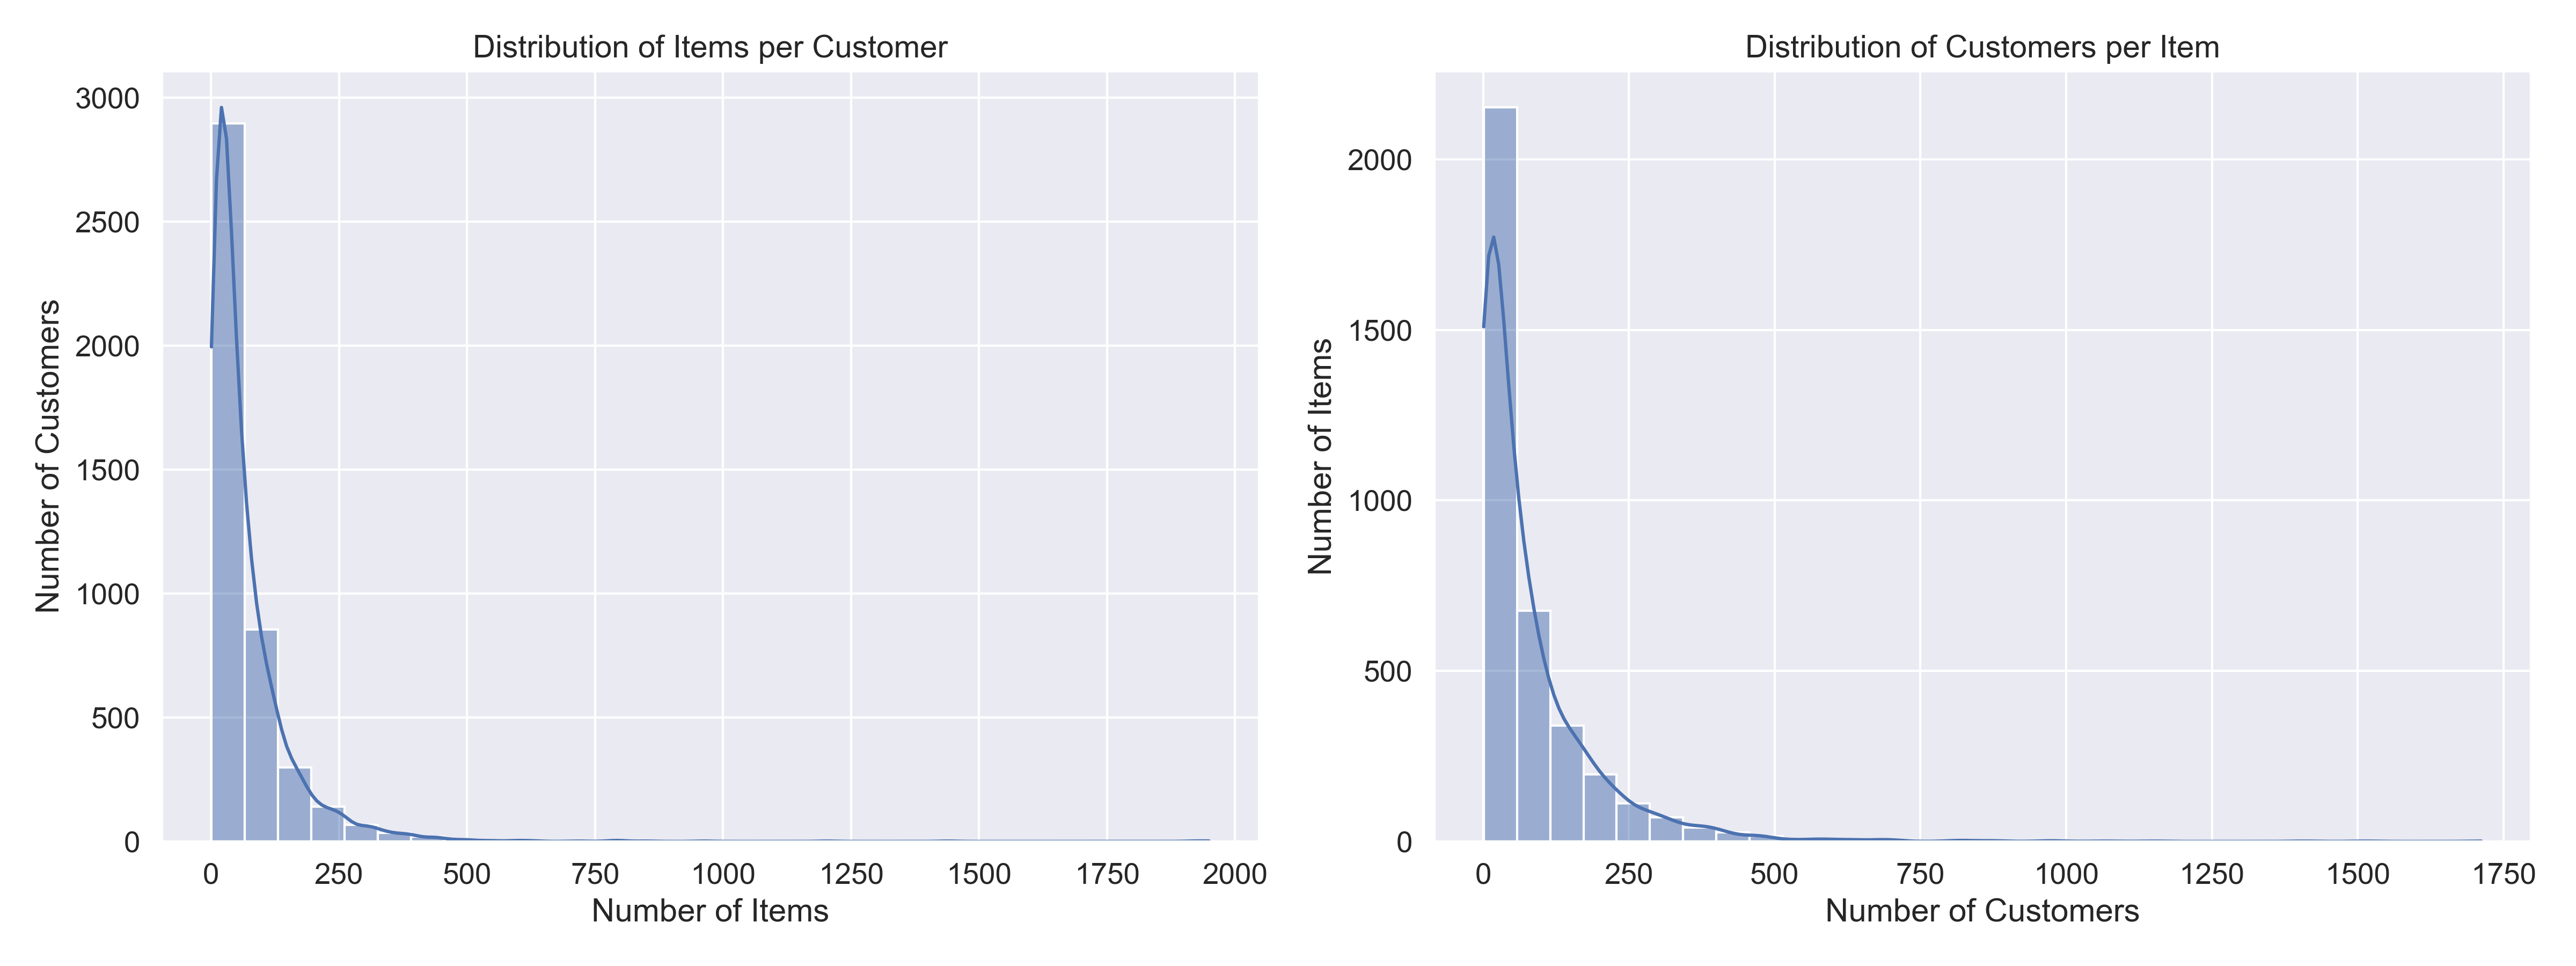 Distribution of Items per Customer
3000
2500
2000
1500
1000
500
0
Number of Customers
0 250 500 750 1000 1250 1500 1750 2000
Number of Items
Distribution of Customers per Item
2000
1500
1000
500
0
Number of Items
0 250 500 750 1000 1250 1500 1750
Number of Customers